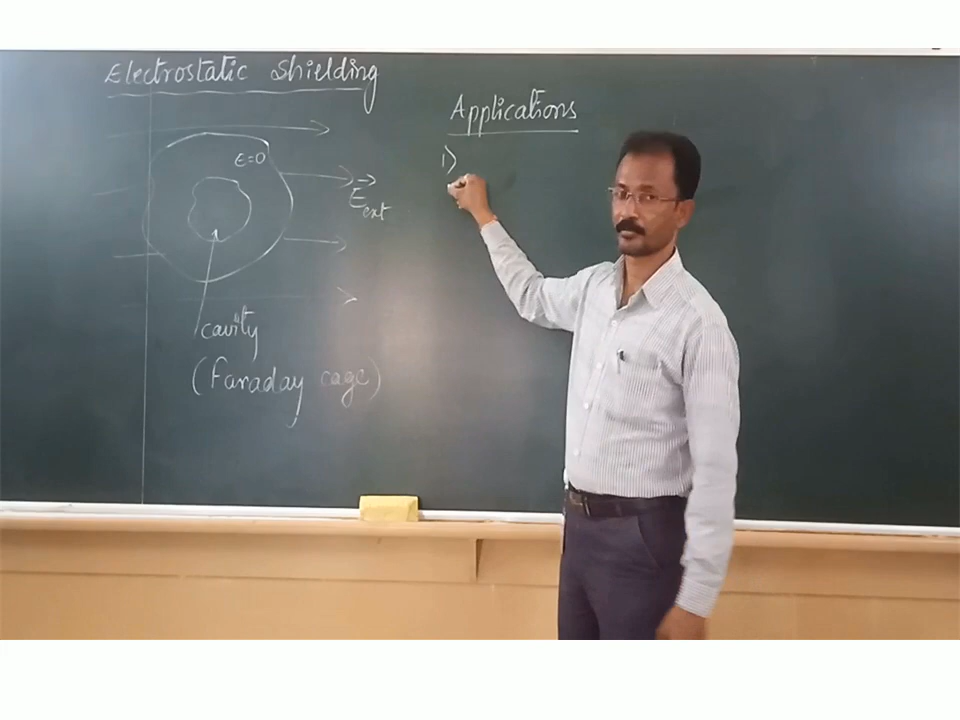 Electrostatic Shielding
E=0
E ext
cavity
(Faraday cage)
Applications
1)